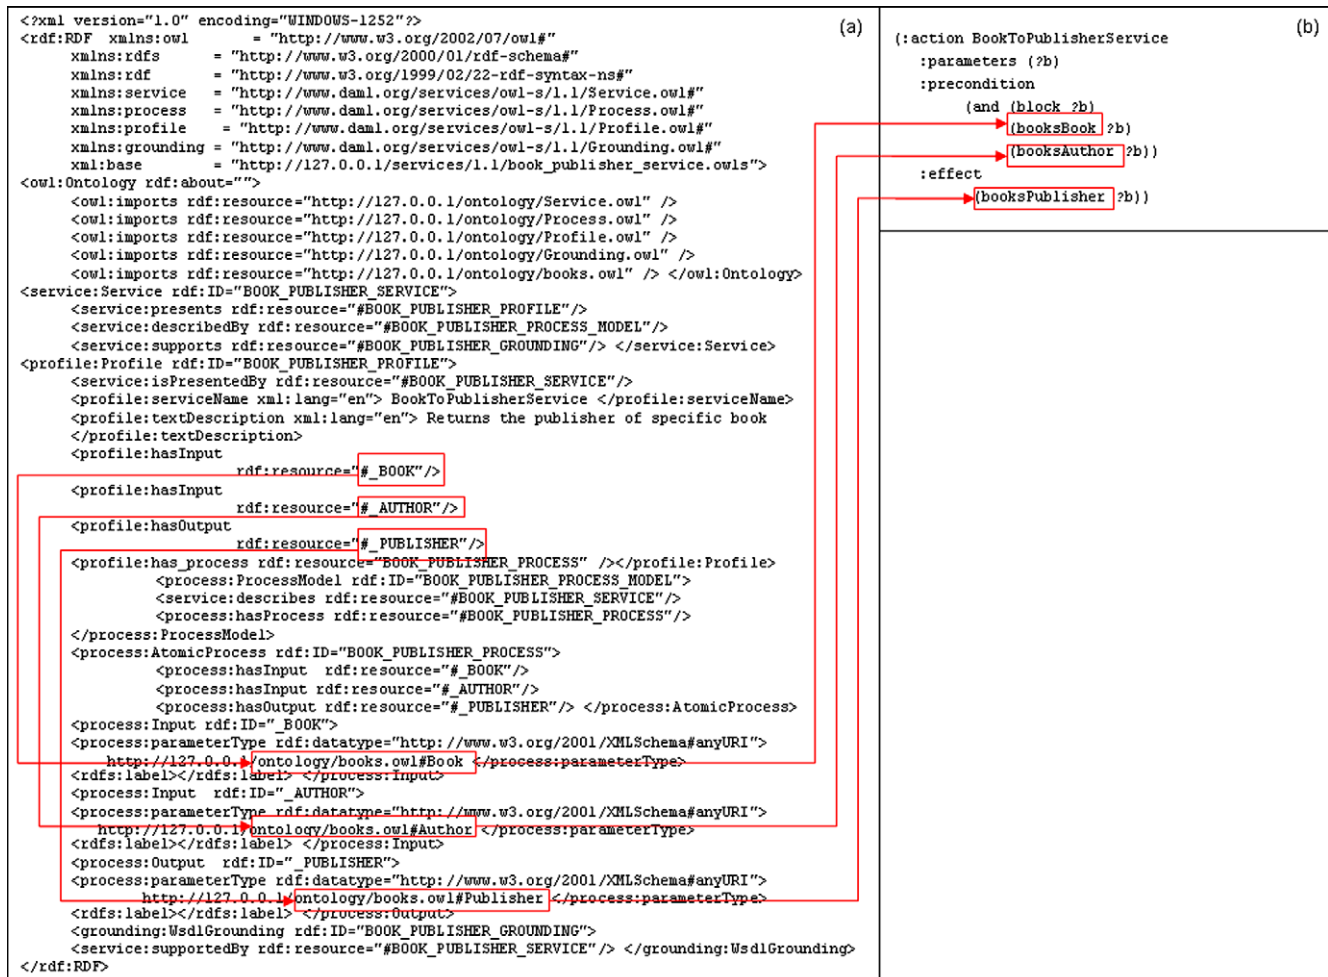 (a)
<?xml version="1.0" encoding="WINDOWS-1252"?>
<rdf:RDF xmlns:owl = "http://www.w3.org/2002/07/owl#"
xmlns:rdfs = "http://www.w3.org/2000/01/rdf-schema#"
xmlns:rdf = "http://www.w3.org/1999/02/22-rdf-syntax-ns#"
xmlns:service = "http://www.daml.org/services/owl-s/1.1/Service.owl#"
xmlns:process = "http://www.daml.org/services/owl-s/1.1/Process.owl#"
xmlns:profile = "http://www.daml.org/services/owl-s/1.1/Profile.owl#"
xmlns:grounding = "http://www.daml.org/services/owl-s/1.1/Grounding.owl#"
xml:base = "http://127.0.0.1/services/1.1/book_publisher_service.owls">
<owl:Ontology rdf:about="">
<owl:imports rdf:resource="http://127.0.0.1/ontology/Service.owl" />
<owl:imports rdf:resource="http://127.0.0.1/ontology/Process.owl" />
<owl:imports rdf:resource="http://127.0.0.1/ontology/Profile.owl" />
<owl:imports rdf:resource="http://127.0.0.1/ontology/Grounding.owl" />
<owl:imports rdf:resource="http://127.0.0.1/ontology/books.owl" /> </owl:Ontology>
<service:Service rdf:ID="BOOK_PUBLISHER_SERVICE">
<service:presents rdf:resource="#BOOK_PUBLISHER_PROFILE"/>
<service:describedBy rdf:resource="#BOOK_PUBLISHER_PROCESS_MODEL"/>
<service:supports rdf:resource="#BOOK_PUBLISHER_GROUNDING"/> </service:Service>
<profile:Profile rdf:ID="BOOK_PUBLISHER_PROFILE">
<service:isPresentedBy rdf:resource="#BOOK_PUBLISHER_SERVICE"/>
<profile:serviceName xml:lang="en"> BookToPublisherService </profile:serviceName>
<profile:textDescription xml:lang="en"> Returns the publisher of specific book
</profile:textDescription>
<profile:hasInput
rdf:resource="#_BOOK"/>
<profile:hasInput
rdf:resource="#_AUTHOR"/>
<profile:hasOutput
rdf:resource="#_PUBLISHER"/>
<profile:has_process rdf:resource="BOOK_PUBLISHER_PROCESS" /></profile:Profile>
<process:ProcessModel rdf:ID="BOOK_PUBLISHER_PROCESS_MODEL">
<service:describes rdf:resource="#BOOK_PUBLISHER_SERVICE"/>
<process:hasProcess rdf:resource="#BOOK_PUBLISHER_PROCESS"/>
</process:ProcessModel>
<process:AtomicProcess rdf:ID="BOOK_PUBLISHER_PROCESS">
<process:hasInput rdf:resource="#_BOOK"/>
<process:hasInput rdf:resource="#_AUTHOR"/>
<process:hasOutput rdf:resource="#_PUBLISHER"/> </process:AtomicProcess>
<process:Input rdf:ID="_BOOK">
<process:parameterType rdf:datatype="http://www.w3.org/2001/XMLSchema#anyURI">
http://127.0.0.1/ontology/books.owl#Book </process:parameterType>
<rdfs:label></rdfs:label> </process:Input>
<process:Input rdf:ID="_AUTHOR">
<process:parameterType rdf:datatype="http://www.w3.org/2001/XMLSchema#anyURI">
http://127.0.0.1/ontology/books.owl#Author </process:parameterType>
<rdfs:label></rdfs:label> </process:Input>
<process:Output rdf:ID="_PUBLISHER">
<process:parameterType rdf:datatype="http://www.w3.org/2001/XMLSchema#anyURI">
http://127.0.0.1/ontology/books.owl#Publisher </process:parameterType>
<rdfs:label></rdfs:label> </process:Output>
<grounding:WsdlGrounding rdf:ID="BOOK_PUBLISHER_GROUNDING">
<service:supportedBy rdf:resource="#BOOK_PUBLISHER_SERVICE"/> </grounding:WsdlGrounding>
</rdf:RDF>
(b)
(:action BookToPublisherService
:parameters (?b)
:precondition
(and (block ?b)
(booksBook ?b)
(booksAuthor ?b))
:effect
(booksPublisher ?b))